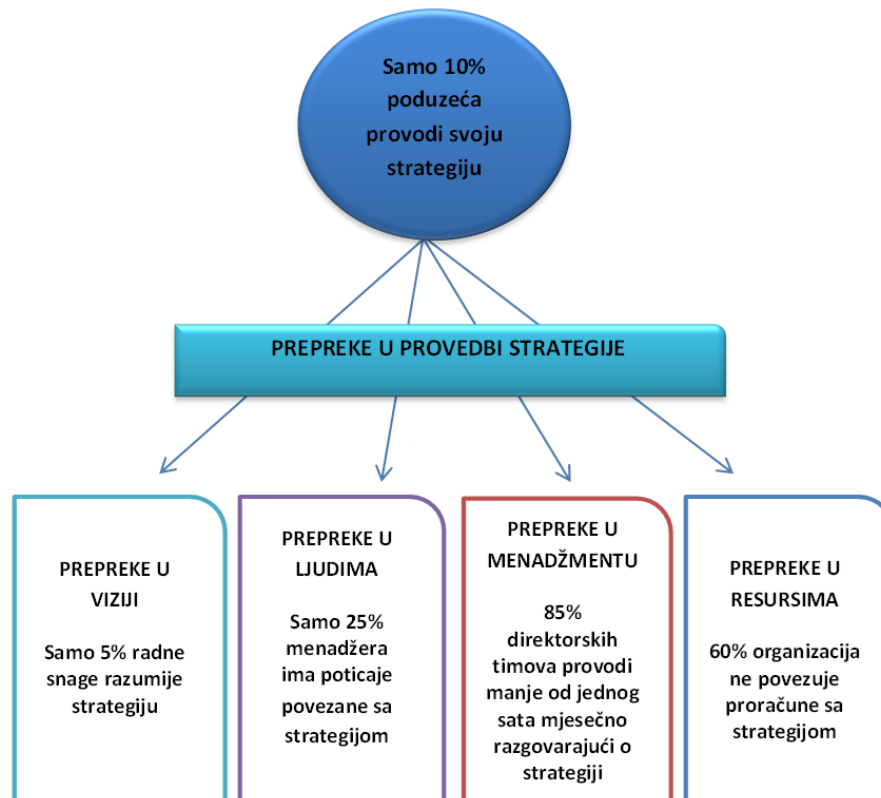 Samo 10%
poduzeća
provodi svoju
strategiju
PREPREKE U PROVEDBI STRATEGIJE
PREPREKE U
VIZIJI
Samo 5% radne
snage razumije
strategiju
PREPREKE U
LJUDIMA
Samo 25%
menadžera
ima poticaje
povezane sa
strategijom
PREPREKE U
MENADŽMENTU
85%
direktorskih
timova provodi
manje od jednog
sata mjesečno
razgovarajući o
strategiji
PREPREKE U
RESURSIMA
60% organizacija
ne povezuje
proračune sa
strategijom